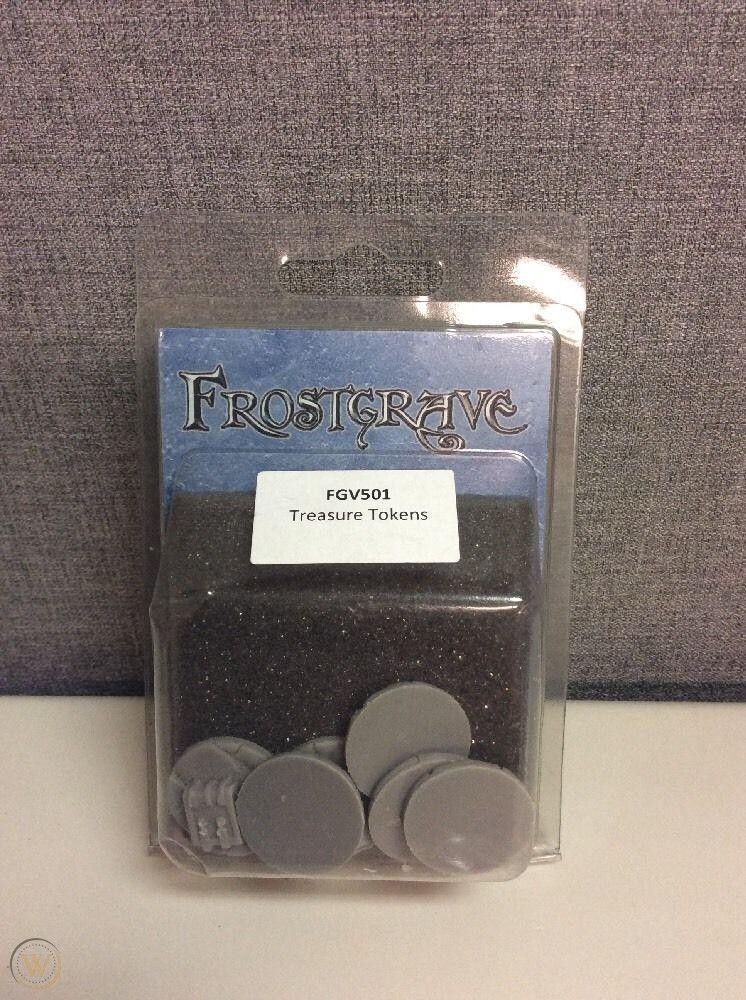 FROSTGRAVE
FGV501
Treasure Tokens
W